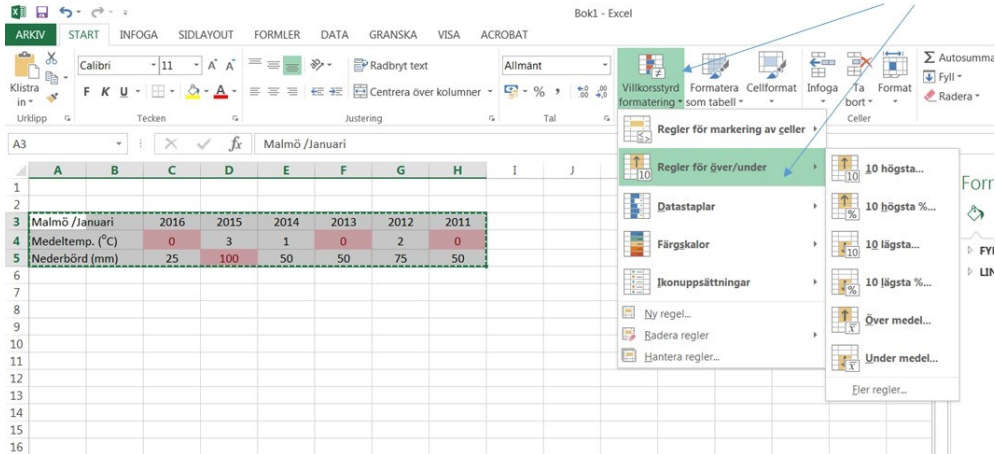 Bok1 - Excel
ARKIV START INFOGA SIDLAYOUT FORMLER DATA GRANSKA VISA ACROBAT
Klistra in
Urklipp
Calibri 11 A A
F K U A
Tecken
Radbryt text
Centrera över kolumner
Justering
Allmänt
% ,
Tal
Villkorsstyrd formatering
Formatera som tabell
Cellformat
Infoga
Ta bort
Format
Celler
Σ Autosumma
Fyll
Radera
A3 fx Malmö /Januari
A B C D E F G H I J
1
2
3 Malmö /Januari 2016 2015 2014 2013 2012 2011
4 Medeltemp. (°C) 0 3 1 0 2 0
5 Nederbörd (mm) 25 100 50 50 75 50
6
7
8
9
10
11
12
13
14
15
16
Regler för markering av celler
Regler för över/under
Datastaplar
Färgskalor
Ikonuppsättningar
Ny regel...
Radera regler
Hantera regler...
10 högsta...
10 högsta %...
10 lägsta...
10 lägsta %...
Över medel...
Under medel...
Fler regler...